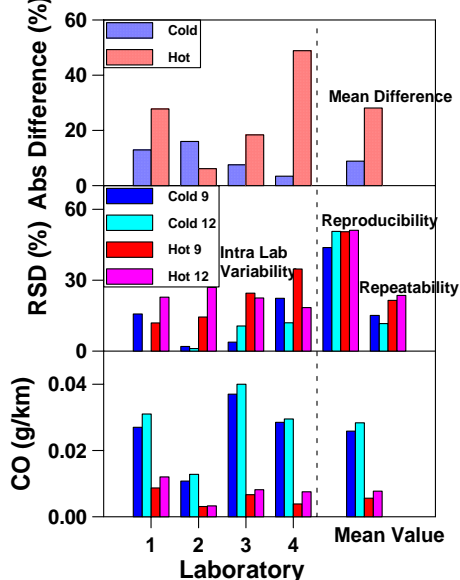 Abs Difference (%)
60
40
20
0
Cold
Hot
Mean Difference
RSD (%)
60
30
0
Cold 9
Cold 12
Hot 9
Hot 12
Intra Lab
Variability
Reproducibility
Repeatability
CO (g/km)
0.04
0.02
0.00
1 2 3 4
Mean Value
Laboratory